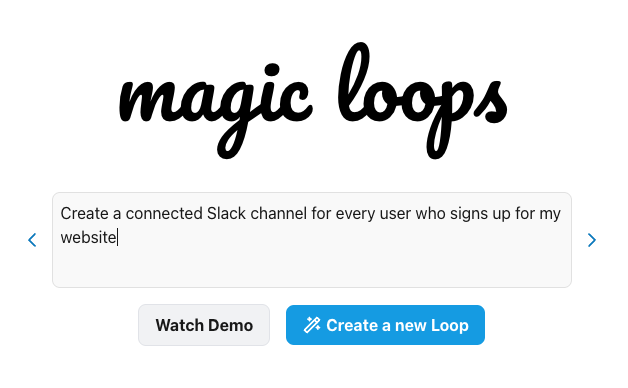 magic loops
Create a connected Slack channel for every user who signs up for my
website
Watch Demo
Create a new Loop